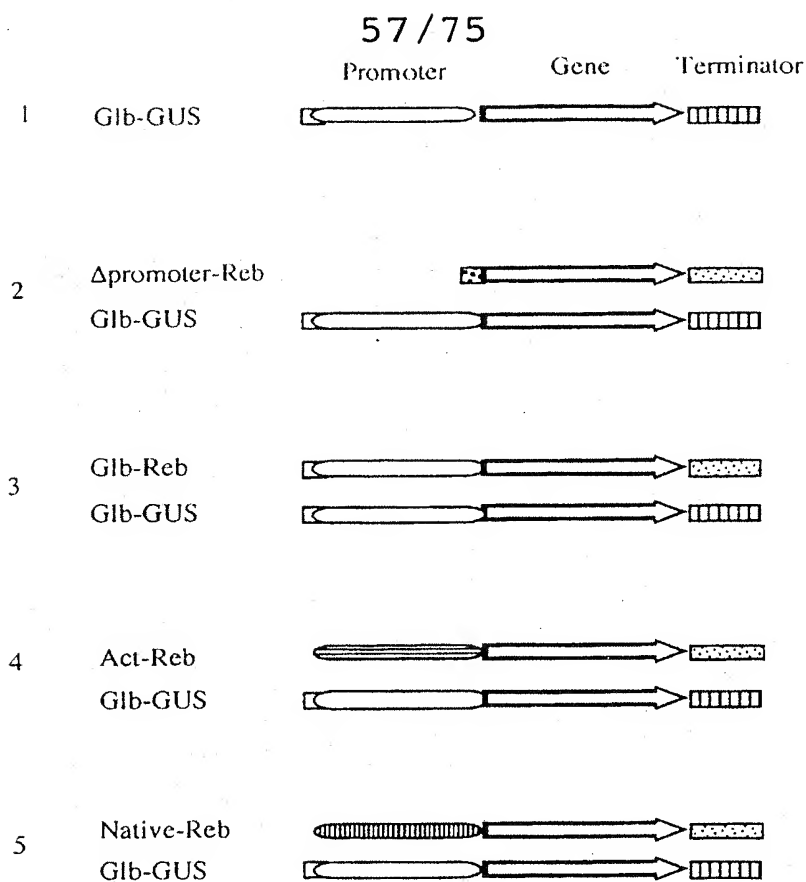 57/75
Promoter Gene Terminator
1 Glb-GUS
2 Δpromoter-Reb
Glb-GUS
3 Glb-Reb
Glb-GUS
4 Act-Reb
Glb-GUS
5 Native-Reb
Glb-GUS